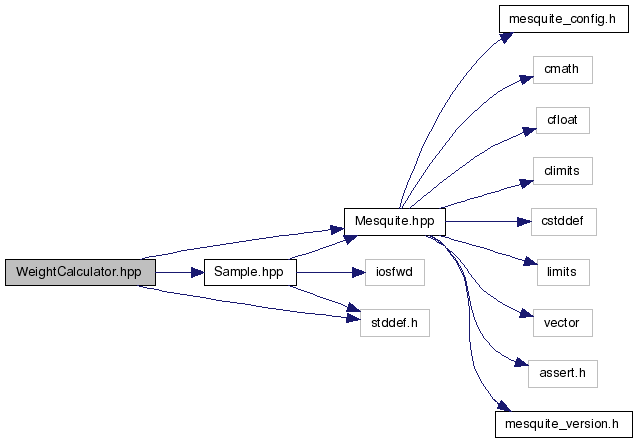 mesquite_config.h
cmath
cfloat
climits
Mesquite.hpp
cstddef
WeightCalculator.hpp
Sample.hpp
iosfwd
limits
stddef.h
vector
assert.h
mesquite_version.h